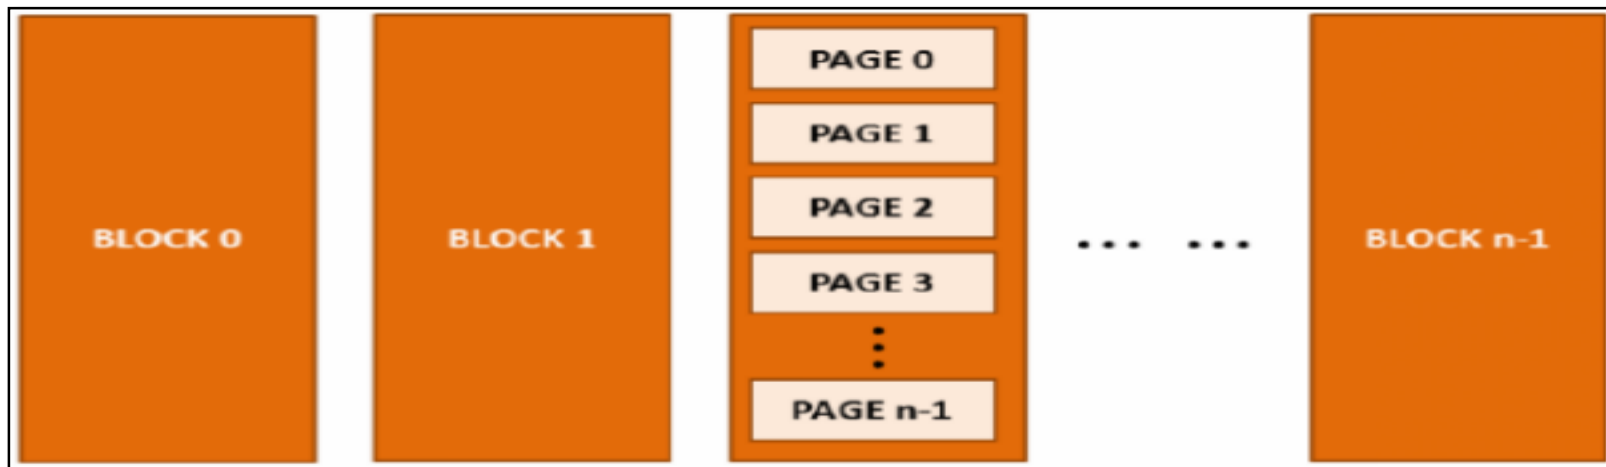 BLOCK 0
BLOCK 1
PAGE 0
PAGE 1
PAGE 2
PAGE 3
PAGE n-1
BLOCK n-1